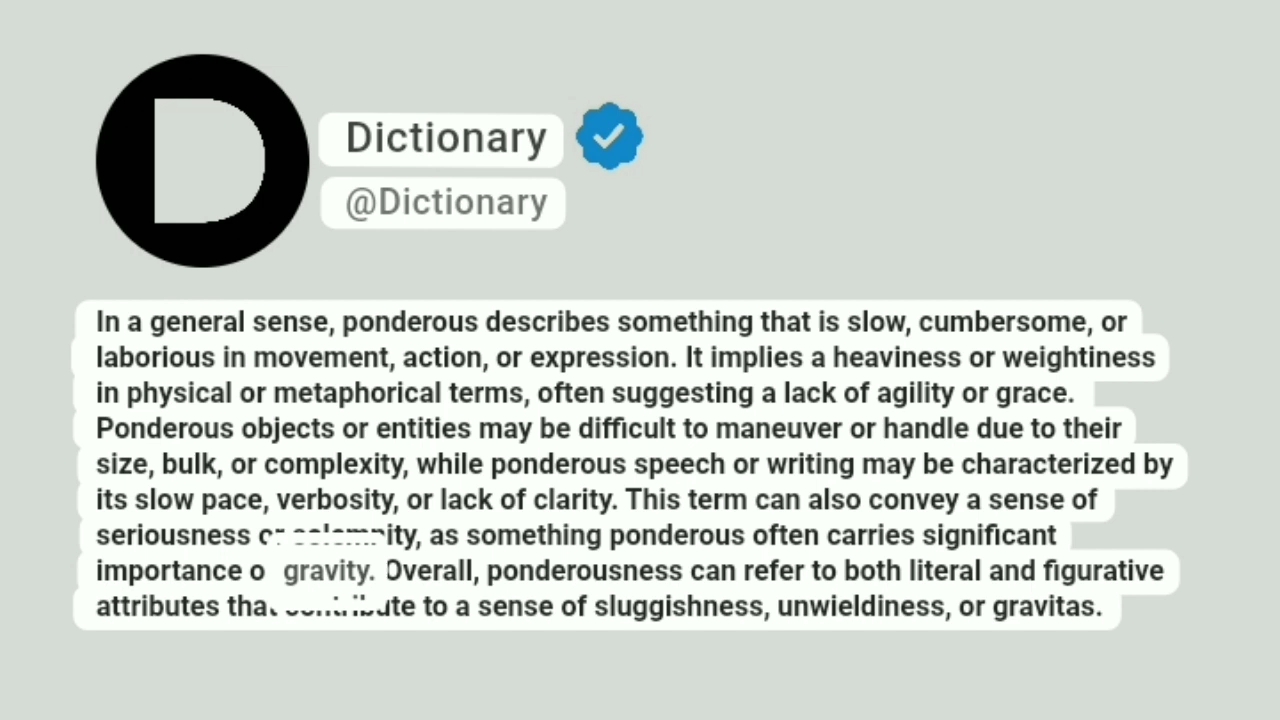 D
Dictionary
@Dictionary
In a general sense, ponderous describes something that is slow, cumbersome, or
laborious in movement, action, or expression. It implies a heaviness or weightiness
in physical or metaphorical terms, often suggesting a lack of agility or grace.
Ponderous objects or entities may be difficult to maneuver or handle due to their
size, bulk, or complexity, while ponderous speech or writing may be characterized by
its slow pace, verbosity, or lack of clarity. This term can also convey a sense of
seriousness or solemnity, as something ponderous often carries significant
importance gravity. Overall, ponderousness can refer to both literal and figurative
attributes that contribute to a sense of sluggishness, unwieldiness, or gravitas.